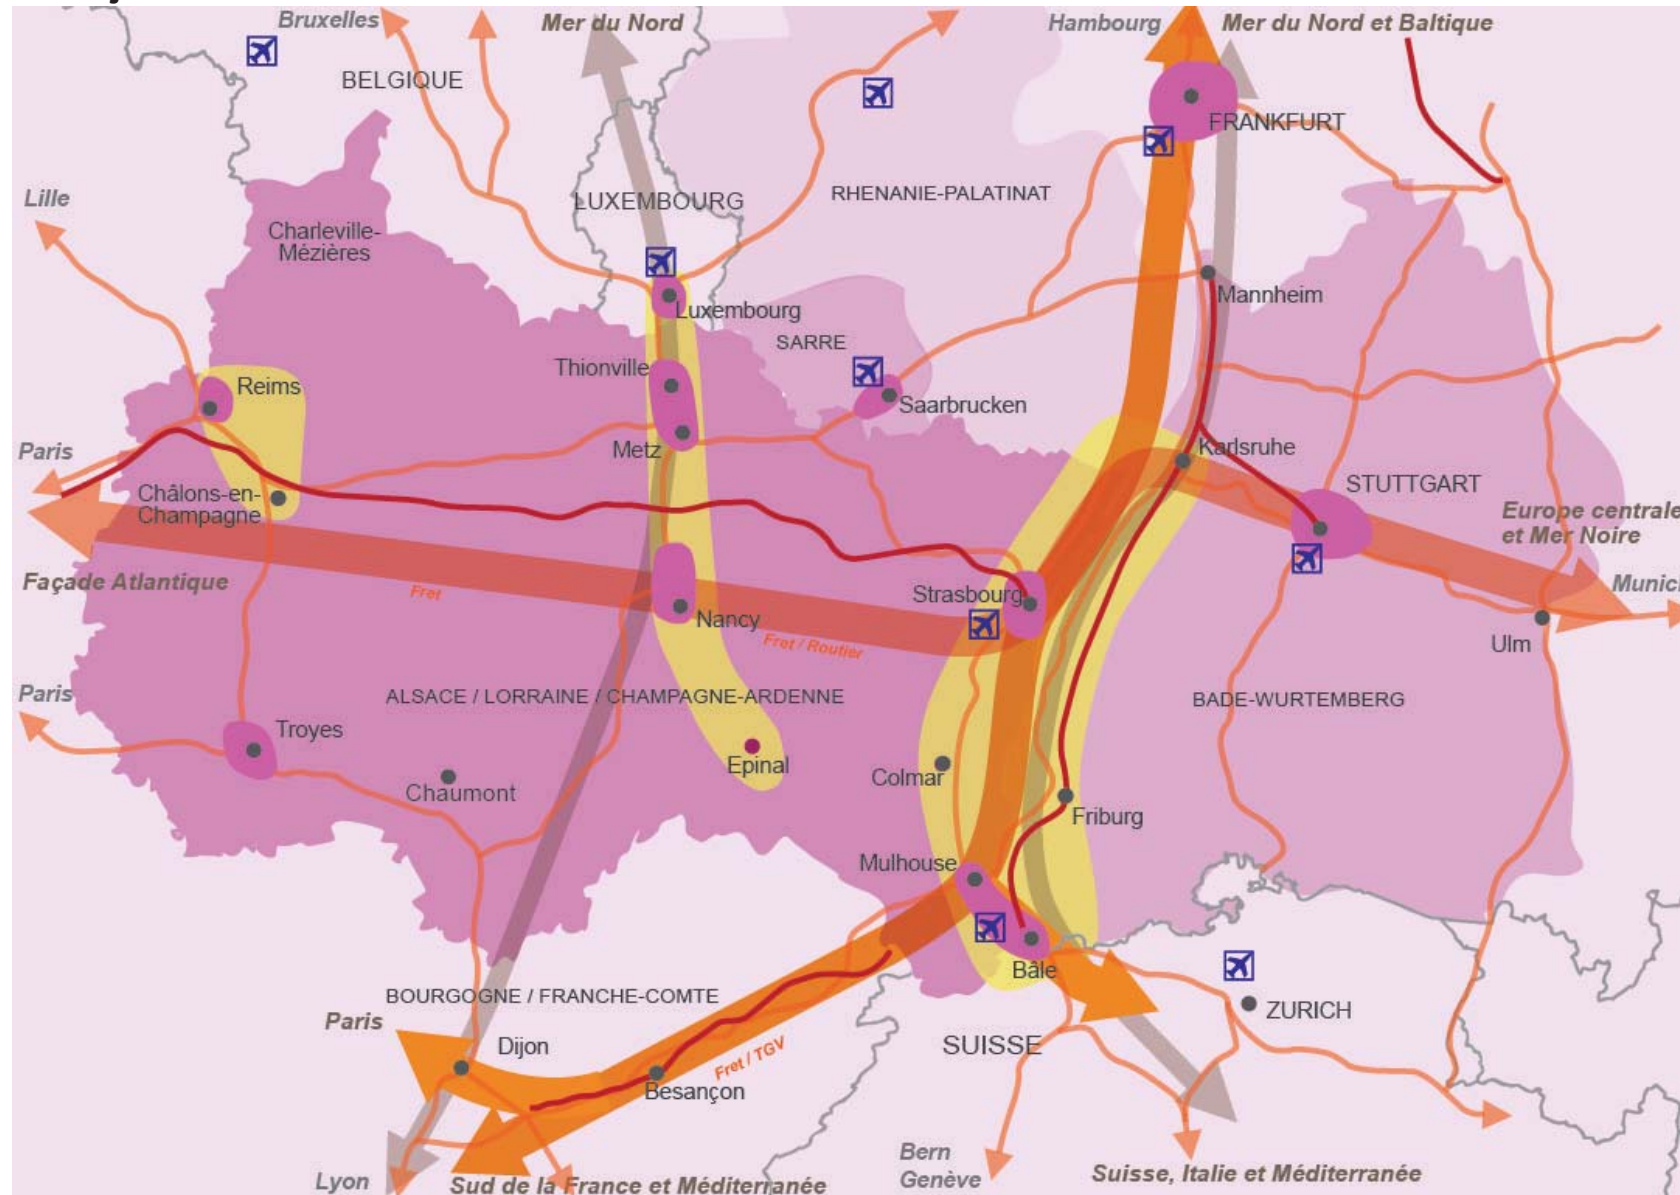 Bruxelles
Mer du Nord
Hambourg
Mer du Nord et Baltique
BELGIQUE
FRANKFURT
Lille
LUXEMBOURG
RHENANIE-PALATINAT
Charleville-
Mézières
Mannheim
Luxembourg
SARRE
Thionville
Reims
Saarbrucken
Paris
Metz
Karlsruhe
Châlons-en-
Champagne
STUTTGART
Europe centrale
et Mer Noire
Façade Atlantique
Fret
Strasbourg
Munich
Nancy
Fret / Routier
Ulm
Paris
ALSACE / LORRAINE / CHAMPAGNE-ARDENNE
BADE-WURTEMBERG
Troyes
Epinal
Colmar
Chaumont
Friburg
Mulhouse
Bâle
BOURGOGNE / FRANCHE-COMTE
ZURICH
Paris
Dijon
SUISSE
Fret / TGV
Besançon
Bern
Genève
Suisse, Italie et Méditerranée
Lyon
Sud de la France et Méditerranée